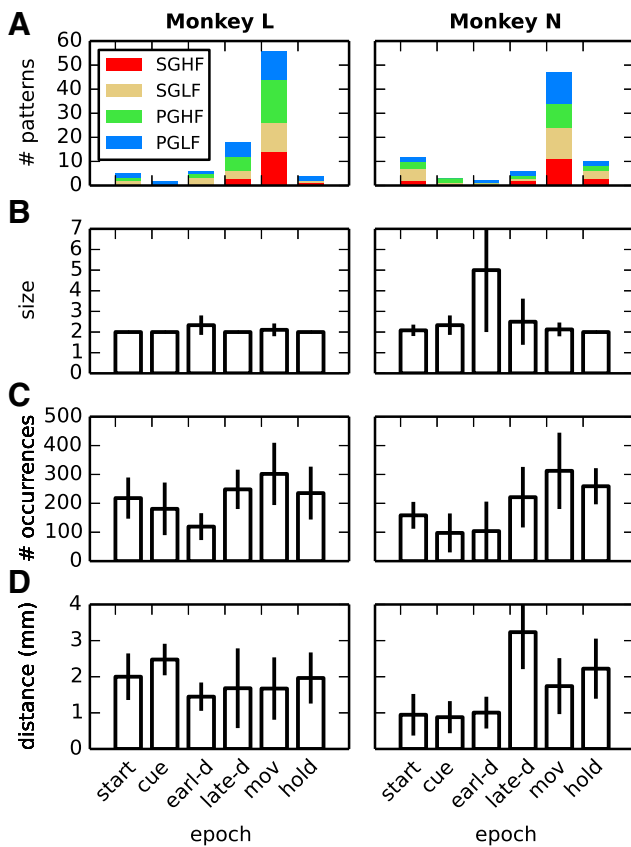 A
Monkey L
Monkey N
# patterns
60
50
40
30
20
10
0
SGHF
SGLF
PGHF
PGLF
B
size
7
6
5
4
3
2
1
0
C
# occurrences
500
400
300
200
100
0
D
distance (mm)
4
3
2
1
0
start cue earl-d late-d mov hold
start cue earl-d late-d mov hold
epoch
epoch